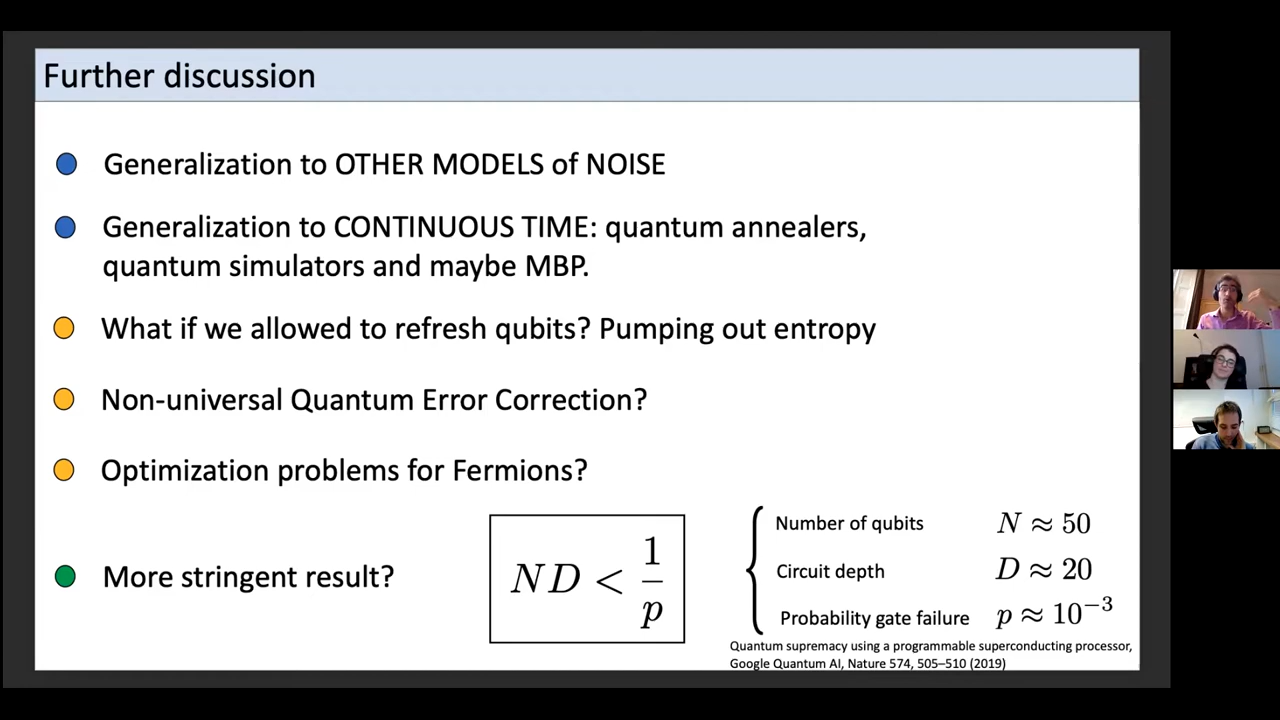 Further discussion
Generalization to OTHER MODELS of NOISE
Generalization to CONTINUOUS TIME: quantum annealers,
quantum simulators and maybe MBP.
What if we allowed to refresh qubits? Pumping out entropy
Non-universal Quantum Error Correction?
Optimization problems for Fermions?
More stringent result?
ND < 1/p
Number of qubits N ≈ 50
Circuit depth D ≈ 20
Probability gate failure p ≈ 10⁻³
Quantum supremacy using a programmable superconducting processor,
Google Quantum AI, Nature 574, 505–510 (2019)